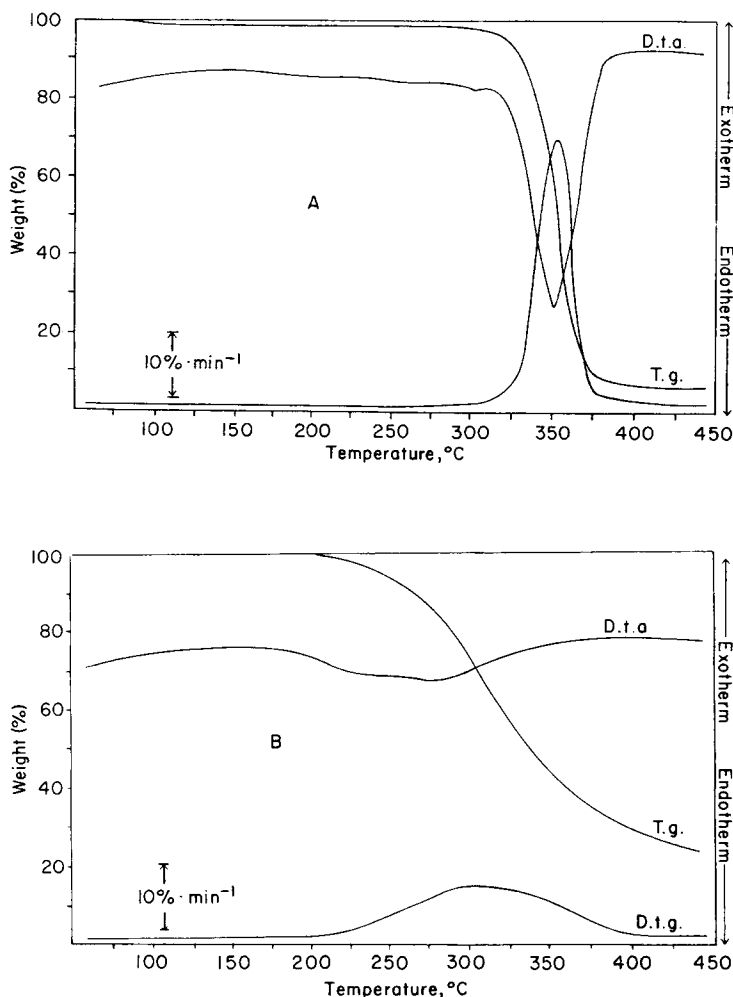 100
80
60
40
20
Weight (%)
A
10%·min⁻¹
D.t.a.
T.g.
Exotherm
Endotherm
100
150
200
250
300
350
400
450
Temperature, °C
100
80
60
40
20
Weight (%)
B
10%·min⁻¹
D.t.a
T.g.
D.t.g.
Exotherm
Endotherm
100
150
200
250
300
350
400
450
Temperature, °C